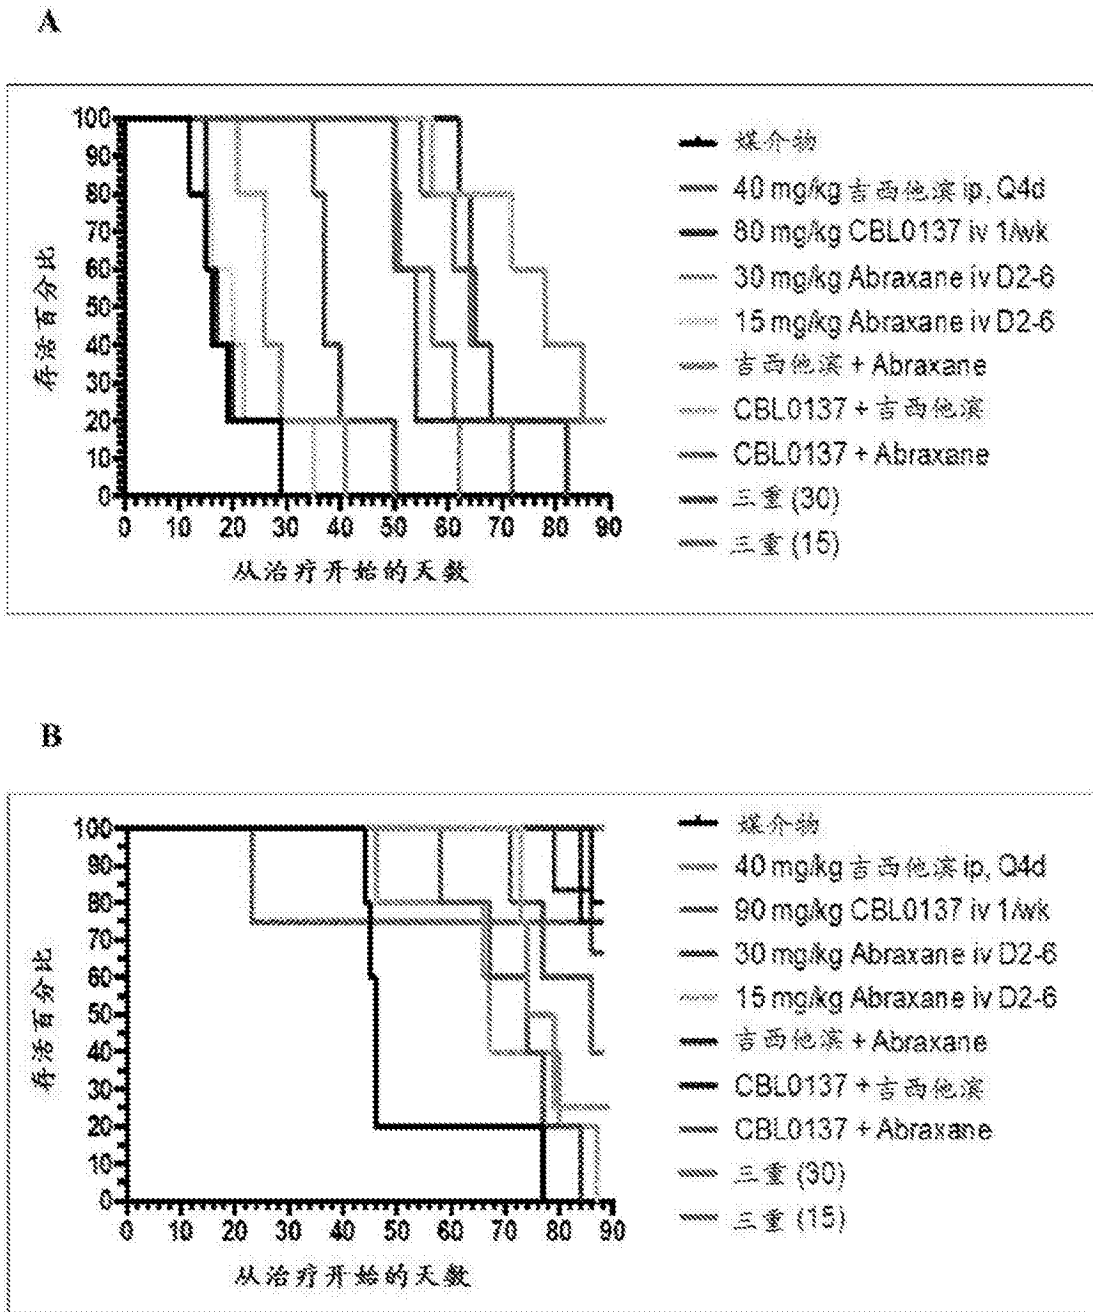 A
100
90
80
70
60
50
40
30
20
10
0
存活百分比
0 10 20 30 40 50 60 70 80 90
从治疗开始的天数
媒介物
40 mg/kg 吉西他滨 ip, Q4d
80 mg/kg CBL0137 iv 1/wk
30 mg/kg Abraxane iv D2-6
15 mg/kg Abraxane iv D2-6
吉西他滨 + Abraxane
CBL0137 + 吉西他滨
CBL0137 + Abraxane
三重 (30)
三重 (15)
B
100
90
80
70
60
50
40
30
20
10
0
存活百分比
0 10 20 30 40 50 60 70 80 90
从治疗开始的天数
媒介物
40 mg/kg 吉西他滨 ip, Q4d
90 mg/kg CBL0137 iv 1/wk
30 mg/kg Abraxane iv D2-6
15 mg/kg Abraxane iv D2-6
吉西他滨 + Abraxane
CBL0137 + 吉西他滨
CBL0137 + Abraxane
三重 (30)
三重 (15)